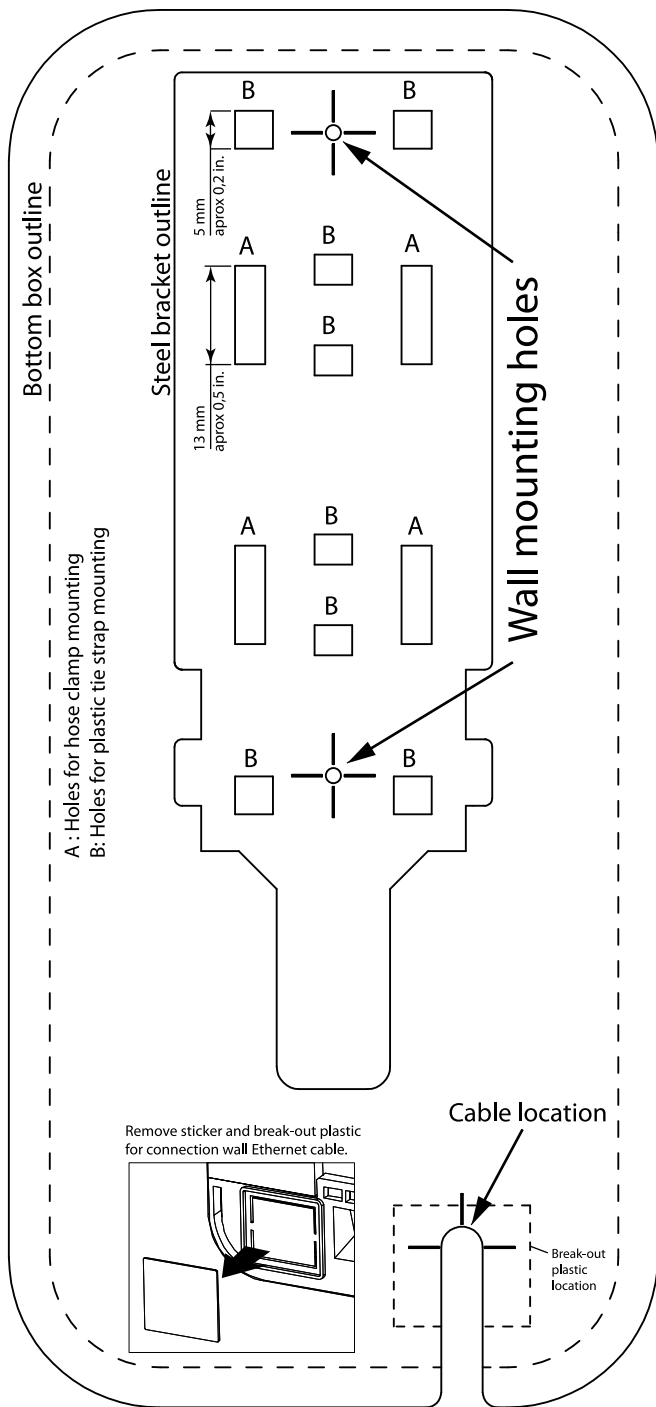 B
B
5 mm
aprox 0,2 in.
Bottom box outline
Steel bracket outline
A
B
A
B
13 mm
aprox 0,5 in.
Wall mounting holes
A
B
A
B
A : Holes for hose clamp mounting
B: Holes for plastic tie strap mounting
B
B
Cable location
Remove sticker and break-out plastic
for connection wall Ethernet cable.
Break-out
plastic
location